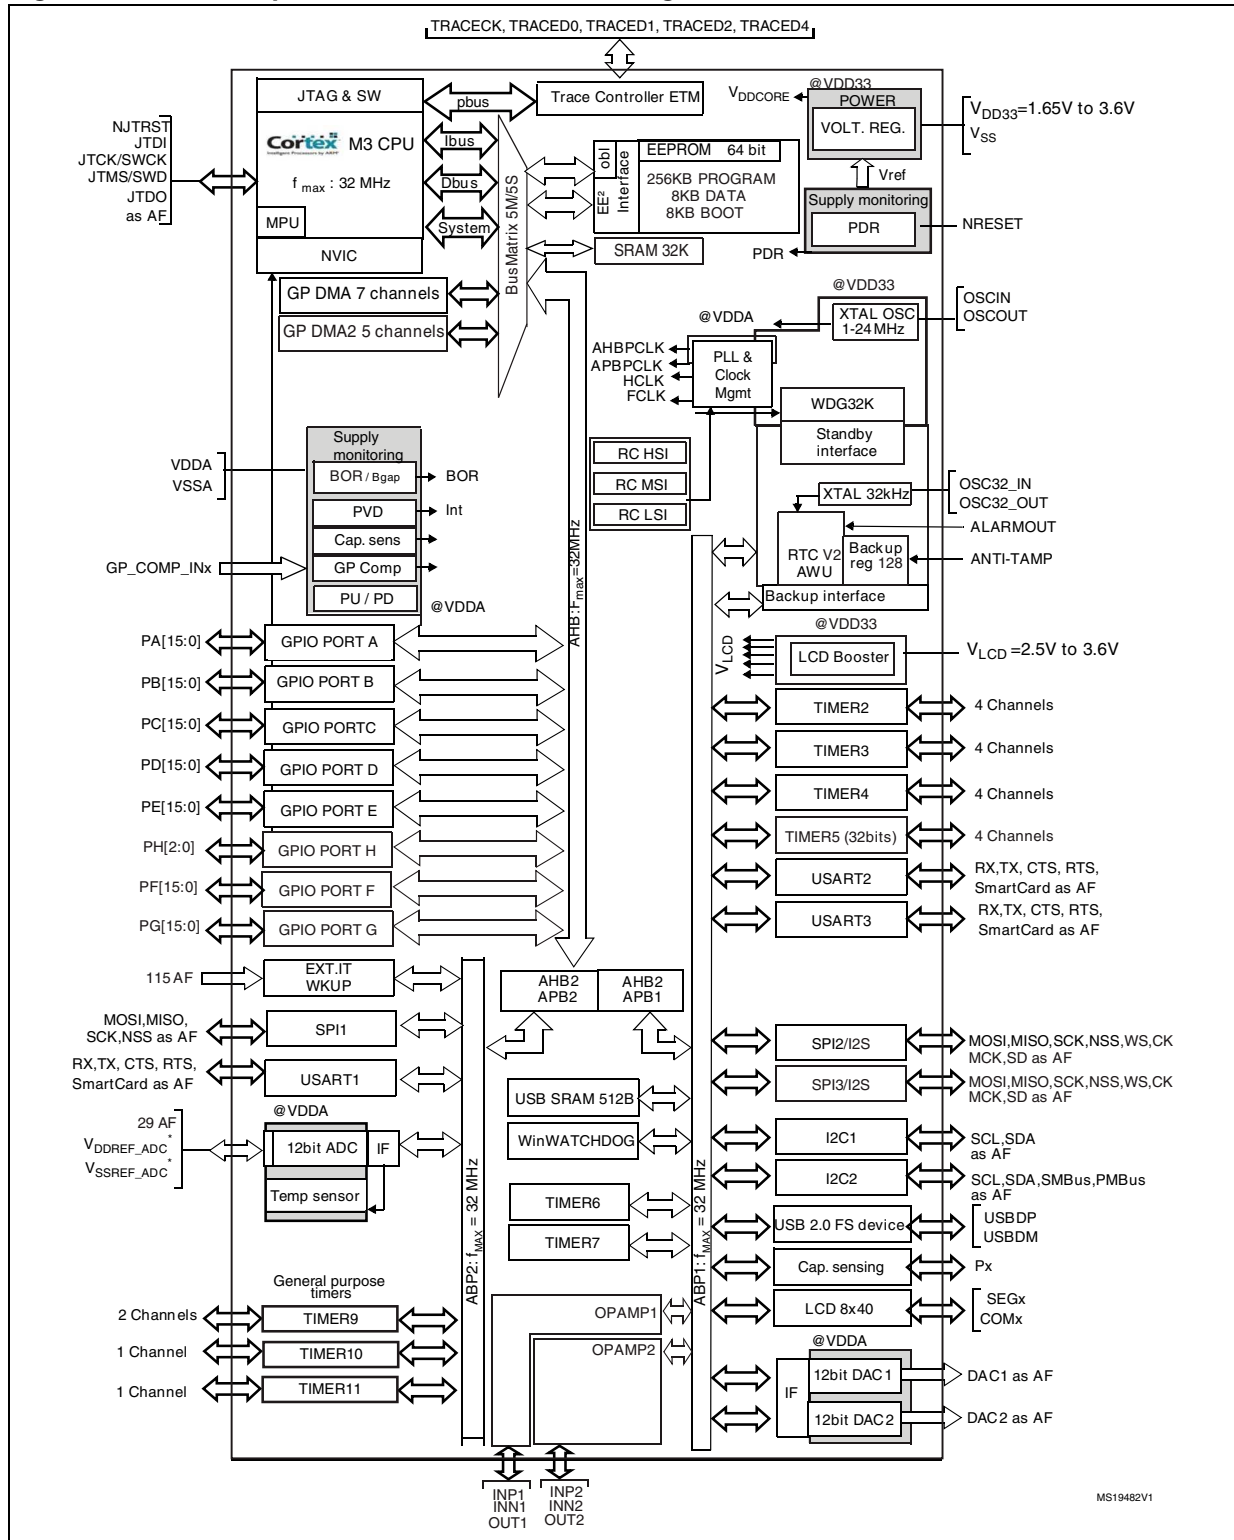 TRACECK, TRACED0, TRACED1, TRACED2, TRACED4
JTAG & SW
pbus
Trace Controller ETM
NJTRST
JTDI
JTCK/SWCK
JTMS/SWD
JTDO
as AF
Cortex M3 CPU
Intelligent Processors by ARM
f max : 32 MHz
MPU
NVIC
Ibus
Dbus
System
BusMatrix 5M/5S
EE2 obl
Interface
EEPROM 64 bit
256KB PROGRAM
8KB DATA
8KB BOOT
SRAM 32K
@VDD33
VDDCORE
POWER
VOLT. REG.
VDD33=1.65V to 3.6V
VSS
Vref
Supply monitoring
PDR
PDR
NRESET
GP DMA 7 channels
GP DMA2 5 channels
@VDD33
@VDDA
XTAL OSC
1-24MHz
OSCIN
OSCOUT
AHBPCLK
APBPCLK
HCLK
FCLK
PLL &
Clock
Mgmt
WDG32K
Standby
interface
RC HSI
RC MSI
RC LSI
XTAL 32kHz
OSC32_IN
OSC32_OUT
ALARMOUT
RTC V2
AWU
Backup
reg 128
ANTI-TAMP
Backup interface
VDDA
VSSA
Supply
monitoring
BOR / Bgap
BOR
PVD
Int
Cap. sens
GP Comp
GP_COMP_INx
PU / PD
@VDDA
AHB:Fmax=32MHz
@VDD33
VLCD
LCD Booster
VLCD =2.5V to 3.6V
PA[15:0]
GPIO PORT A
PB[15:0]
GPIO PORT B
PC[15:0]
GPIO PORTC
PD[15:0]
GPIO PORT D
PE[15:0]
GPIO PORT E
PH[2:0]
GPIO PORT H
PF[15:0]
GPIO PORT F
PG[15:0]
GPIO PORT G
TIMER2
4 Channels
TIMER3
4 Channels
TIMER4
4 Channels
TIMER5 (32bits)
4 Channels
USART2
RX,TX, CTS, RTS,
SmartCard as AF
USART3
RX,TX, CTS, RTS,
SmartCard as AF
115 AF
EXT.IT
WKUP
AHB2
APB2
AHB2
APB1
MOSI,MISO,
SCK,NSS as AF
SPI1
RX,TX, CTS, RTS,
SmartCard as AF
USART1
@VDDA
29 AF
VDDREF_ADC*
VSSREF_ADC*
12bit ADC
IF
Temp sensor
ABP2: fMAX = 32 MHz
USB SRAM 512B
WinWATCHDOG
TIMER6
TIMER7
ABP1: fMAX = 32 MHz
SPI2/I2S
MOSI,MISO,SCK,NSS,WS,CK
MCK,SD as AF
SPI3/I2S
MOSI,MISO,SCK,NSS,WS,CK
MCK,SD as AF
I2C1
SCL,SDA
as AF
I2C2
SCL,SDA,SMBus,PMBus
as AF
USB 2.0 FS device
USBDP
USBDM
Cap. sensing
Px
LCD 8x40
SEGx
COMx
@VDDA
IF
12bit DAC1
DAC1 as AF
12bit DAC2
DAC2 as AF
General purpose
timers
2 Channels
TIMER9
1 Channel
TIMER10
1 Channel
TIMER11
OPAMP1
OPAMP2
INP1
INN1
OUT1
INP2
INN2
OUT2
MS19482V1